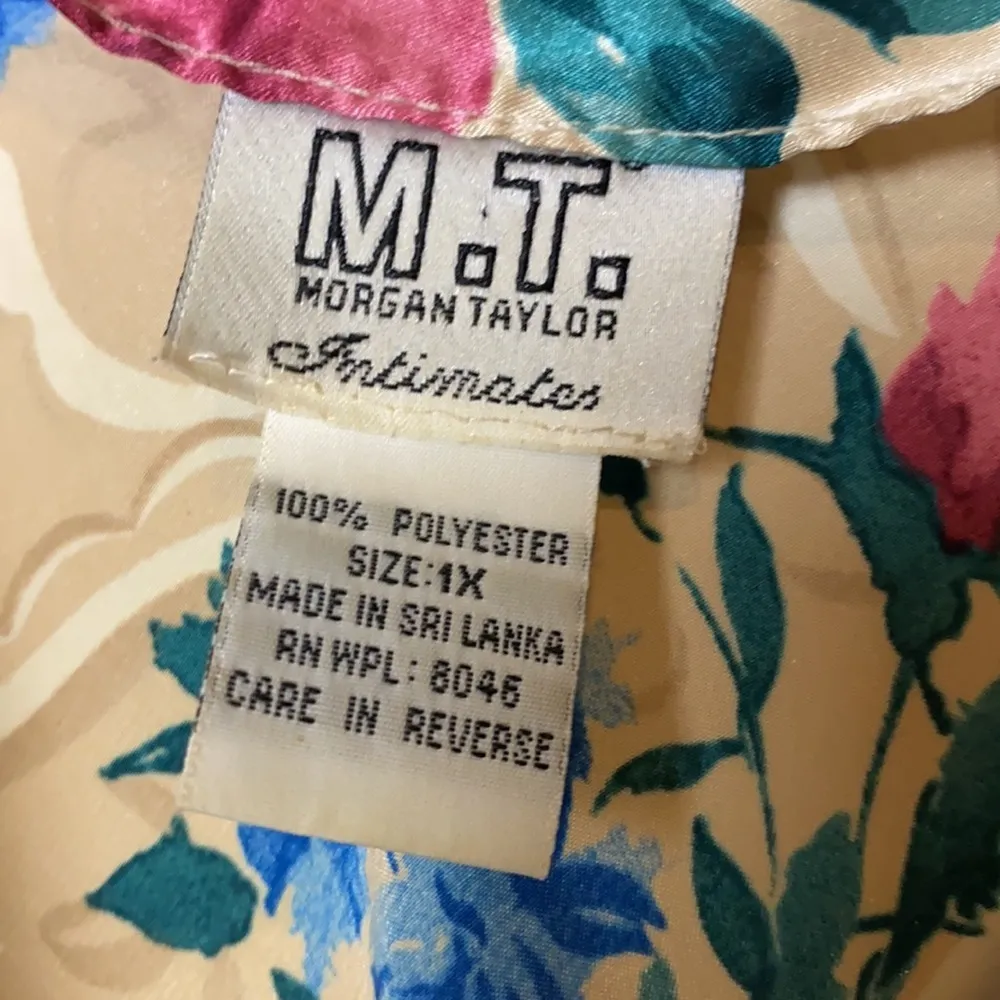 M.T.
MORGAN TAYLOR
Intimates
100% POLYESTER
SIZE:1X
MADE IN SRI LANKA
RN WPL: 8046
CARE IN REVERSE